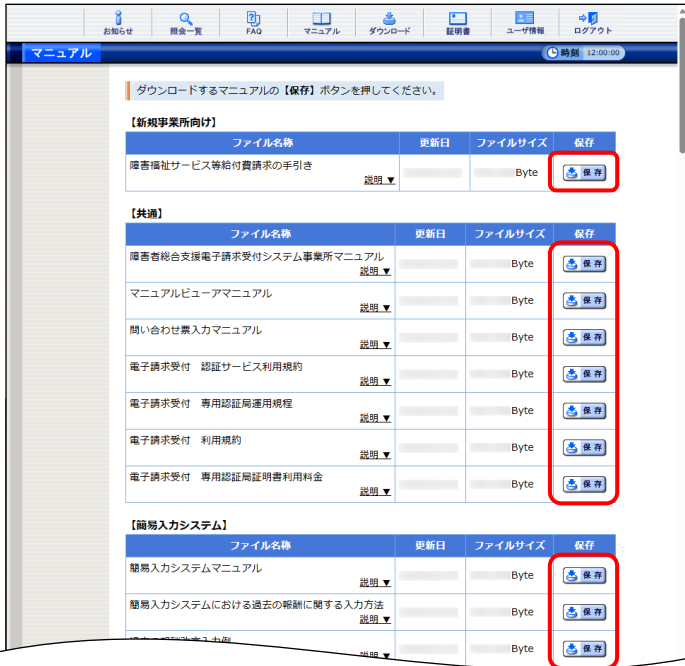 お知らせ 照会一覧 FAQ マニュアル ダウンロード 証明書 ユーザ情報 ログアウト
マニュアル 時刻 12:00:00
ダウンロードするマニュアルの【保存】ボタンを押してください。
【新規事業所向け】
ファイル名称 更新日 ファイルサイズ 保存
障害福祉サービス等給付費請求の手引き
説明 ▼ Byte 保存
【共通】
ファイル名称 更新日 ファイルサイズ 保存
障害者総合支援電子請求受付システム事業所マニュアル
説明 ▼ Byte 保存
マニュアルビューアマニュアル
説明 ▼ Byte 保存
問い合わせ票入力マニュアル
説明 ▼ Byte 保存
電子請求受付 認証サービス利用規約
説明 ▼ Byte 保存
電子請求受付 専用認証局運用規程
説明 ▼ Byte 保存
電子請求受付 利用規約
説明 ▼ Byte 保存
電子請求受付 専用認証局証明書利用料金
説明 ▼ Byte 保存
【簡易入力システム】
ファイル名称 更新日 ファイルサイズ 保存
簡易入力システムマニュアル
説明 ▼ Byte 保存
簡易入力システムにおける過去の報酬に関する入力方法
説明 ▼ Byte 保存
説明 ▼ Byte 保存